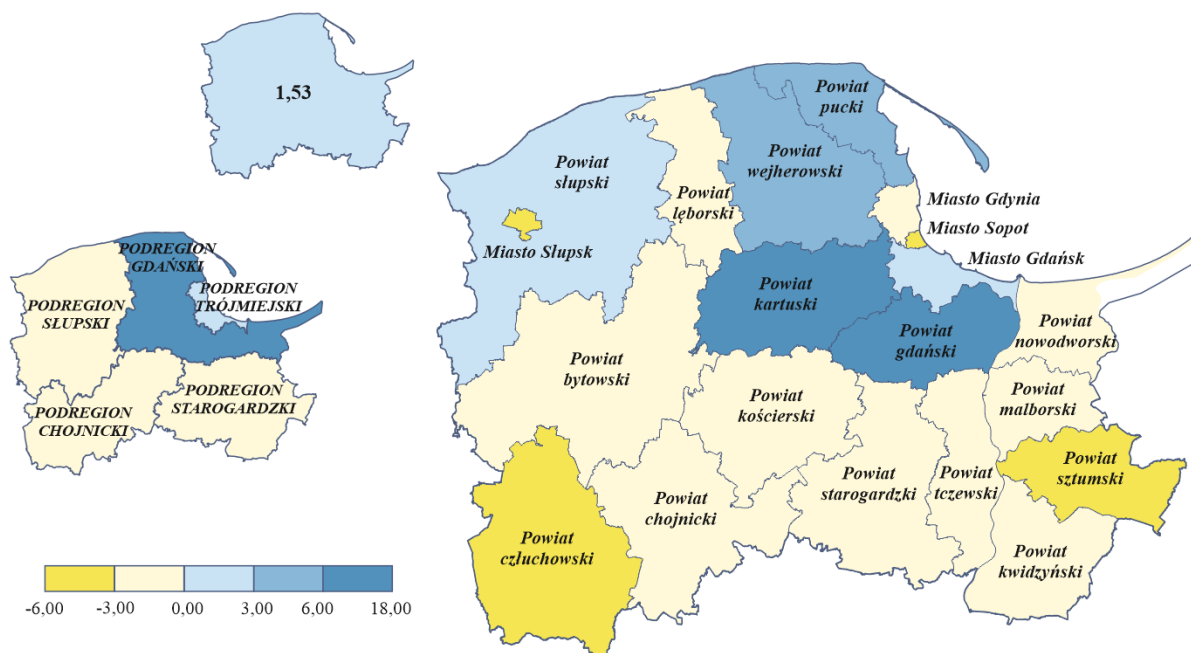 1,53
PODREGION
GDAŃSKI
PODREGION
TRÓJMIEJSKI
PODREGION
SŁUPSKI
PODREGION
CHOJNICKI
PODREGION
STAROGARDZKI
-6,00 -3,00 0,00 3,00 6,00 18,00
Powiat
pucki
Powiat
słupski
Powiat
wejherowski
Powiat
lęborski
Miasto Gdynia
Miasto Sopot
Miasto Gdańsk
Miasto Słupsk
Powiat
kartuski
Powiat
gdański
Powiat
nowodworski
Powiat
bytowski
Powiat
kościerski
Powiat
malborski
Powiat
sztumski
Powiat
starogardzki
Powiat
tczewski
Powiat
chojnicki
Powiat
człuchowski
Powiat
kwidzyński